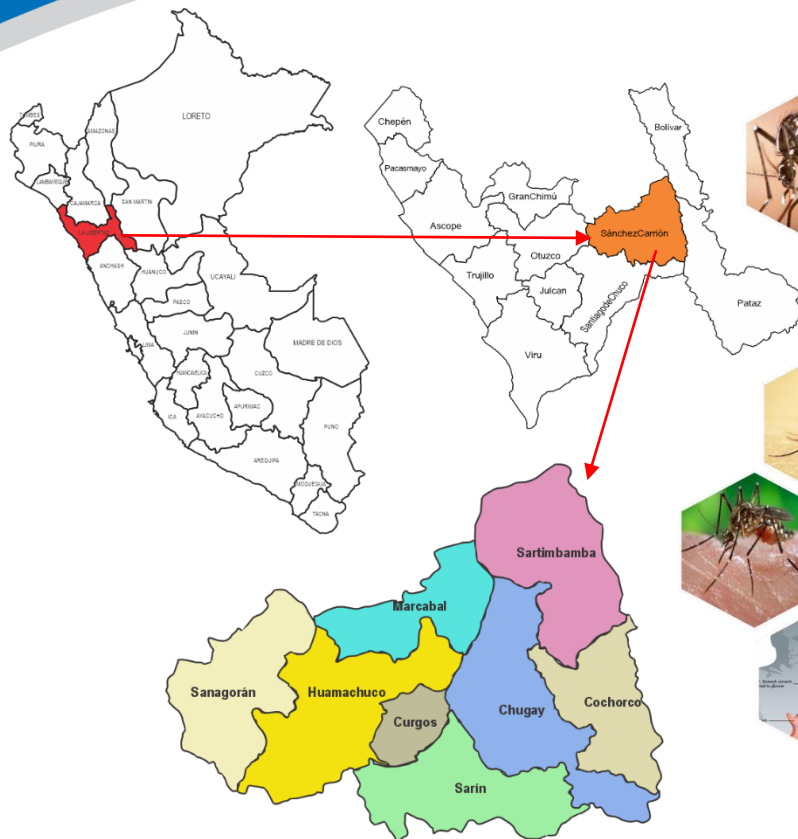 TUMBES
PIURA
AMAZONAS
LORETO
LAMBAYEQUE
CAJAMARCA
SAN MARTIN
LA LIBERTAD
ANCHASH
HUANUCO
UCAYALI
PASCO
JUNIN
LIMA
MADRE DE DIOS
HUANCAVELICA
CUZCO
ICA
AYACUCHO
APURIMAC
PUNO
AREQUIPA
MOQUEGUA
TACNA
Chepén
Bolívar
Pacasmayo
GranChimú
Ascope
SánchezCarrión
Otuzco
Trujillo
Julcan
SantiagodeChuco
Pataz
Viru
Sartimbamba
Marcabal
Sanagorán
Huamachuco
Cochorco
Chugay
Curgos
Sarín